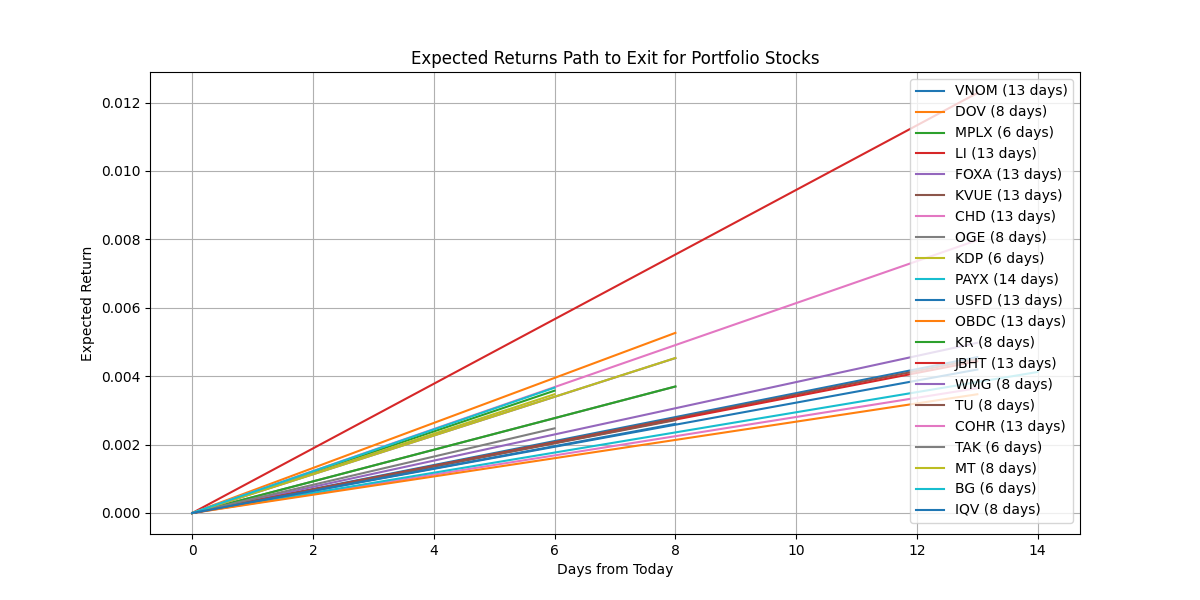 Expected Returns Path to Exit for Portfolio Stocks
Expected Return
0.012
0.010
0.008
0.006
0.004
0.002
0.000
VNOM (13 days)
DOV (8 days)
MPLX (6 days)
LI (13 days)
FOXA (13 days)
KVUE (13 days)
CHD (13 days)
OGE (8 days)
KDP (6 days)
PAYX (14 days)
USFD (13 days)
OBDC (13 days)
KR (8 days)
JBHT (13 days)
WMG (8 days)
TU (8 days)
COHR (13 days)
TAK (6 days)
MT (8 days)
BG (6 days)
IQV (8 days)
0 2 4 6 8 10 12 14
Days from Today